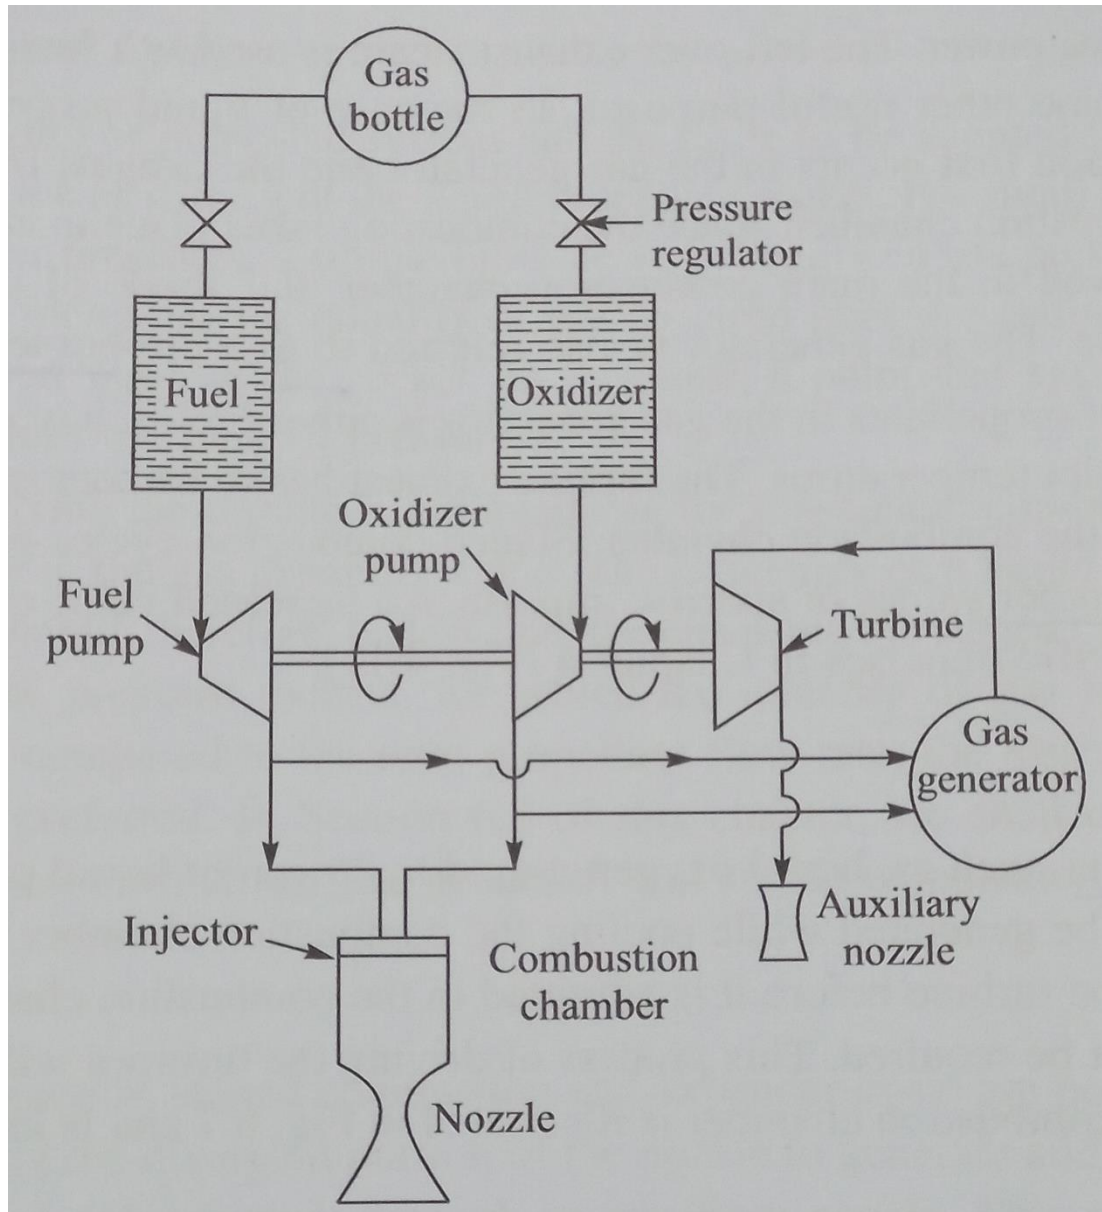 Gas
bottle
Pressure
regulator
Fuel
Oxidizer
Oxidizer
pump
Fuel
pump
Turbine
Gas
generator
Auxiliary
nozzle
Injector
Combustion
chamber
Nozzle